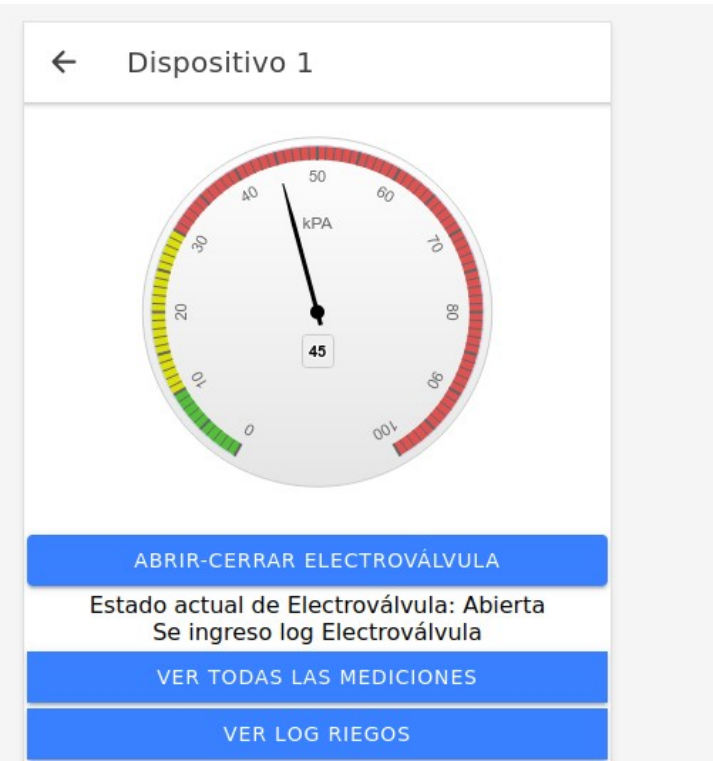 Dispositivo 1
0
10
20
30
40
50
60
70
80
90
100
kPA
45
ABRIR-CERRAR ELECTROVÁLVULA
Estado actual de Electroválvula: Abierta
Se ingreso log Electroválvula
VER TODAS LAS MEDICIONES
VER LOG RIEGOS